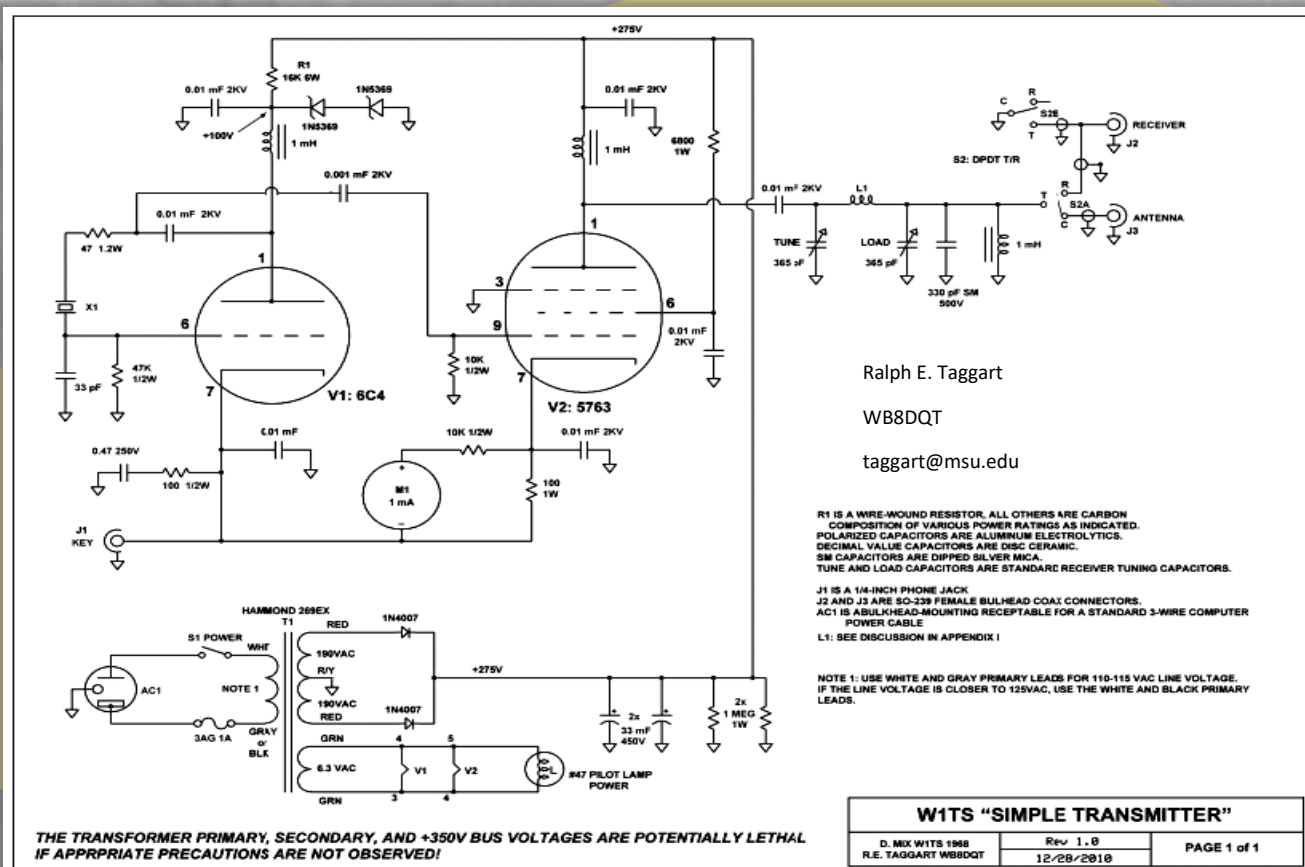 +275V
R1
16K 6W
0.01 mF 2KV
1N5369
1N5369
+100V
1 mH
0.01 mF 2KV
1 mH
6800
1W
0.001 mF 2KV
0.01 mF 2KV
47 1.2W
X1
33 pF
47K
1/2W
1
6
7
V1: 6C4
1
3
9
6
7
10K
1/2W
V2: 5763
0.01 mF
2KV
0.01 mF 2KV
L1
TUNE
365 pF
LOAD
365 pF
330 pF SM
500V
1 mH
C
R
S2E
T
RECEIVER
J2
S2: DPDT T/R
T
R
S2A
C
ANTENNA
J3
0.47 250V
100 1/2W
0.01 mF
10K 1/2W
0.01 mF 2KV
+
M1
1 mA
–
100
1W
J1
KEY
Ralph E. Taggart
WB8DQT
taggart@msu.edu
R1 IS A WIRE-WOUND RESISTOR, ALL OTHERS ARE CARBON
COMPOSITION OF VARIOUS POWER RATINGS AS INDICATED.
POLARIZED CAPACITORS ARE ALUMINUM ELECTROLYTICS.
DECIMAL VALUE CAPACITORS ARE DISC CERAMIC.
SM CAPACITORS ARE DIPPED SILVER MICA.
TUNE AND LOAD CAPACITORS ARE STANDARD RECEIVER TUNING CAPACITORS.
J1 IS A 1/4-INCH PHONE JACK
J2 AND J3 ARE SO-239 FEMALE BULHEAD COAX CONNECTORS.
AC1 IS ABULKHEAD-MOUNTING RECEPTABLE FOR A STANDARD 3-WIRE COMPUTER
POWER CABLE
L1: SEE DISCUSSION IN APPENDIX I
NOTE 1: USE WHITE AND GRAY PRIMARY LEADS FOR 110-115 VAC LINE VOLTAGE.
IF THE LINE VOLTAGE IS CLOSER TO 125VAC, USE THE WHITE AND BLACK PRIMARY
LEADS.
HAMMOND 269EX
T1
S1 POWER
WHT
AC1
NOTE 1
3AG 1A
GRAY
or
BLK
RED
190VAC
R/Y
190VAC
RED
1N4007
1N4007
+275V
+
+
2x
33 mF
450V
2x
1 MEG
1W
GRN
6.3 VAC
GRN
4
5
V1
V2
3
4
L
#47 PILOT LAMP
POWER
THE TRANSFORMER PRIMARY, SECONDARY, AND +350V BUS VOLTAGES ARE POTENTIALLY LETHAL
IF APPRPRIATE PRECAUTIONS ARE NOT OBSERVED!
W1TS “SIMPLE TRANSMITTER”
D. MIX W1TS 1968
R.E. TAGGART WB8DQT
Rev 1.0
12/28/2010
PAGE 1 of 1